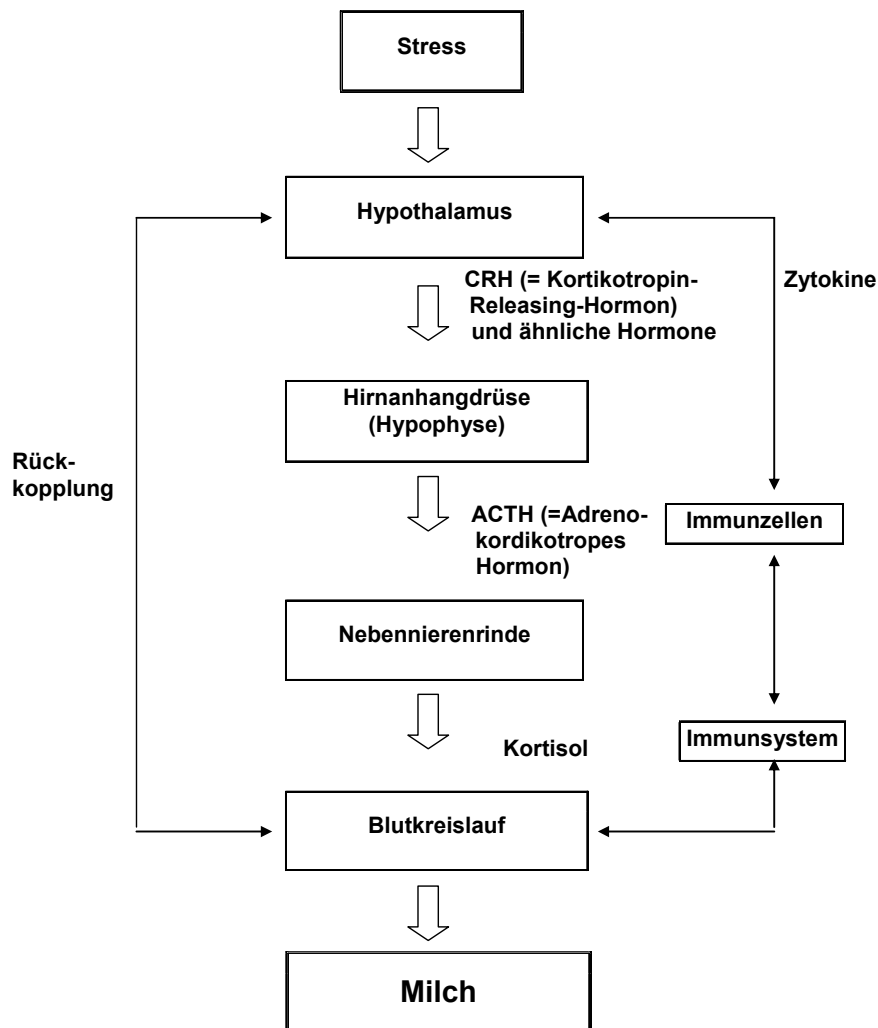 Stress
Hypothalamus
CRH (= Kortikotropin-
Releasing-Hormon)
und ähnliche Hormone
Zytokine
Hirnanhangdrüse
(Hypophyse)
Rück-
kopplung
ACTH (=Adreno-
kordikotropes
Hormon)
Immunzellen
Nebennierenrinde
Kortisol
Immunsystem
Blutkreislauf
Milch